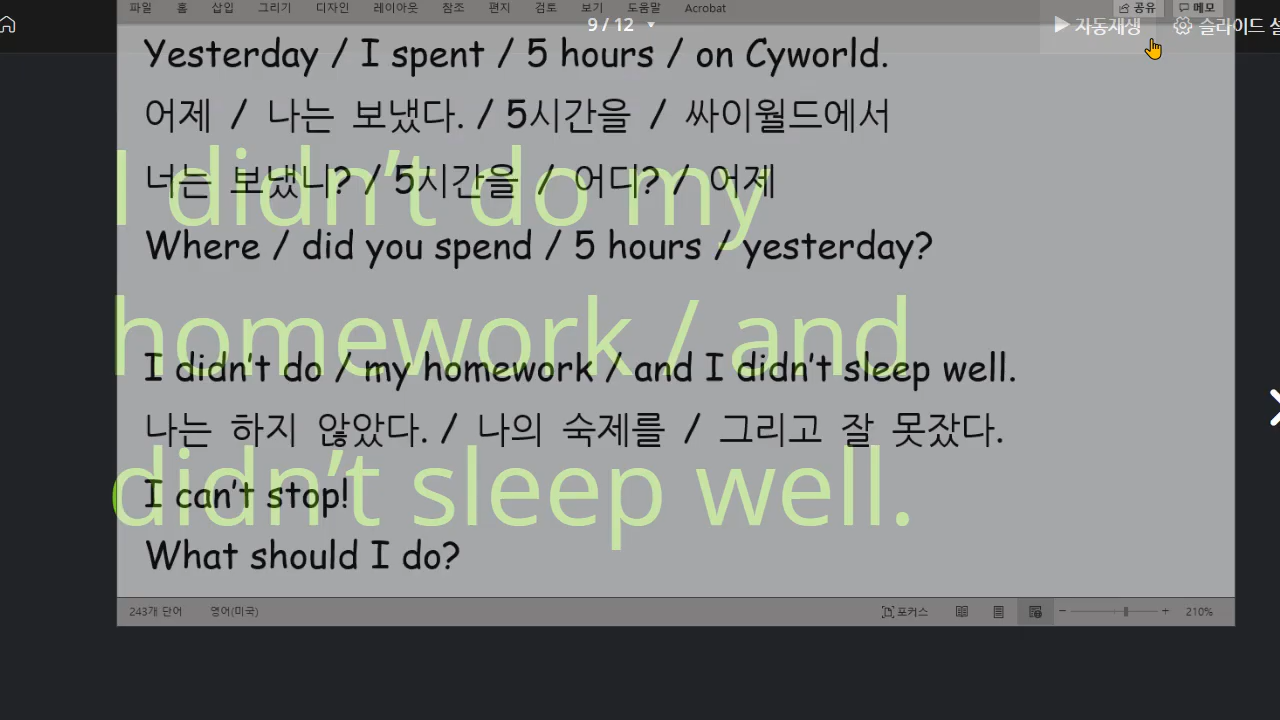 파일 홈 삽입 그리기 디자인 레이아웃 참조 편지 검토 보기 도움말 Acrobat 공유 메모
9 / 12 자동재생 슬라이드
Yesterday / I spent / 5 hours / on Cyworld.
어제 / 나는 보냈다. / 5시간을 / 싸이월드에서
너는 보냈니? / 5시간을 / 어디? / 어제
I didn’t do my
Where / did you spend / 5 hours / yesterday?
homework / and
I didn’t do / my homework / and I didn’t sleep well.
나는 하지 않았다. / 나의 숙제를 / 그리고 잘 못잤다.
didn’t sleep well.
I can’t stop!
What should I do?
243개 단어 영어(미국) 포커스 210%